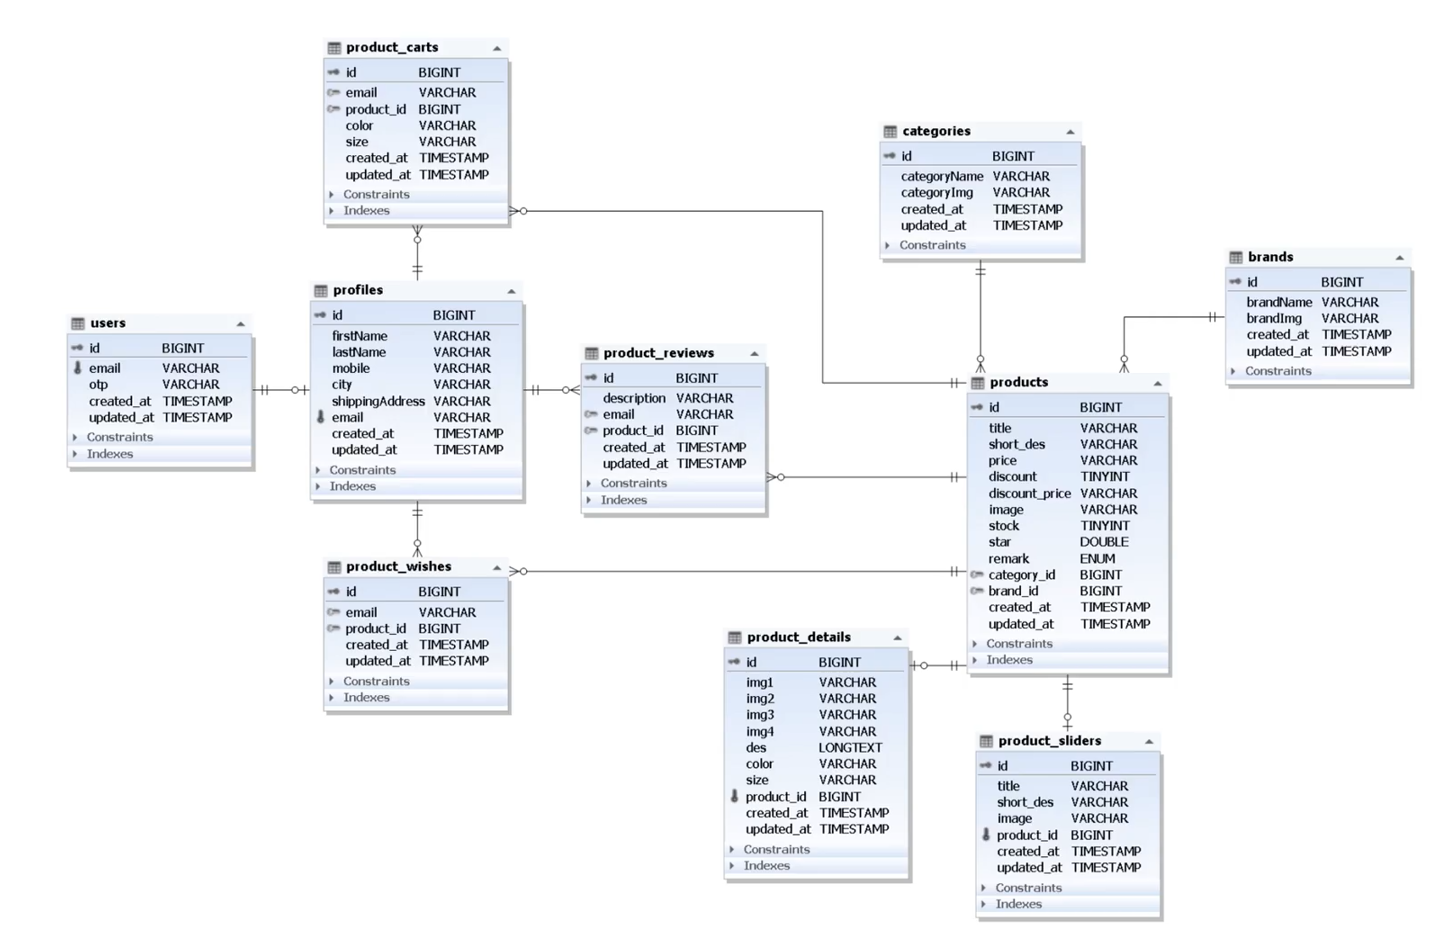 product_carts
id BIGINT
email VARCHAR
product_id BIGINT
color VARCHAR
size VARCHAR
created_at TIMESTAMP
updated_at TIMESTAMP
Constraints
Indexes
categories
id BIGINT
categoryName VARCHAR
categoryImg VARCHAR
created_at TIMESTAMP
updated_at TIMESTAMP
Constraints
brands
id BIGINT
brandName VARCHAR
brandImg VARCHAR
created_at TIMESTAMP
updated_at TIMESTAMP
Constraints
users
id BIGINT
email VARCHAR
otp VARCHAR
created_at TIMESTAMP
updated_at TIMESTAMP
Constraints
Indexes
profiles
id BIGINT
firstName VARCHAR
lastName VARCHAR
mobile VARCHAR
city VARCHAR
shippingAddress VARCHAR
email VARCHAR
created_at TIMESTAMP
updated_at TIMESTAMP
Constraints
Indexes
product_reviews
id BIGINT
description VARCHAR
email VARCHAR
product_id BIGINT
created_at TIMESTAMP
updated_at TIMESTAMP
Constraints
Indexes
products
id BIGINT
title VARCHAR
short_des VARCHAR
price VARCHAR
discount TINYINT
discount_price VARCHAR
image VARCHAR
stock TINYINT
star DOUBLE
remark ENUM
category_id BIGINT
brand_id BIGINT
created_at TIMESTAMP
updated_at TIMESTAMP
Constraints
Indexes
product_wishes
id BIGINT
email VARCHAR
product_id BIGINT
created_at TIMESTAMP
updated_at TIMESTAMP
Constraints
Indexes
product_details
id BIGINT
img1 VARCHAR
img2 VARCHAR
img3 VARCHAR
img4 VARCHAR
des LONGTEXT
color VARCHAR
size VARCHAR
product_id BIGINT
created_at TIMESTAMP
updated_at TIMESTAMP
Constraints
Indexes
product_sliders
id BIGINT
title VARCHAR
short_des VARCHAR
image VARCHAR
product_id BIGINT
created_at TIMESTAMP
updated_at TIMESTAMP
Constraints
Indexes